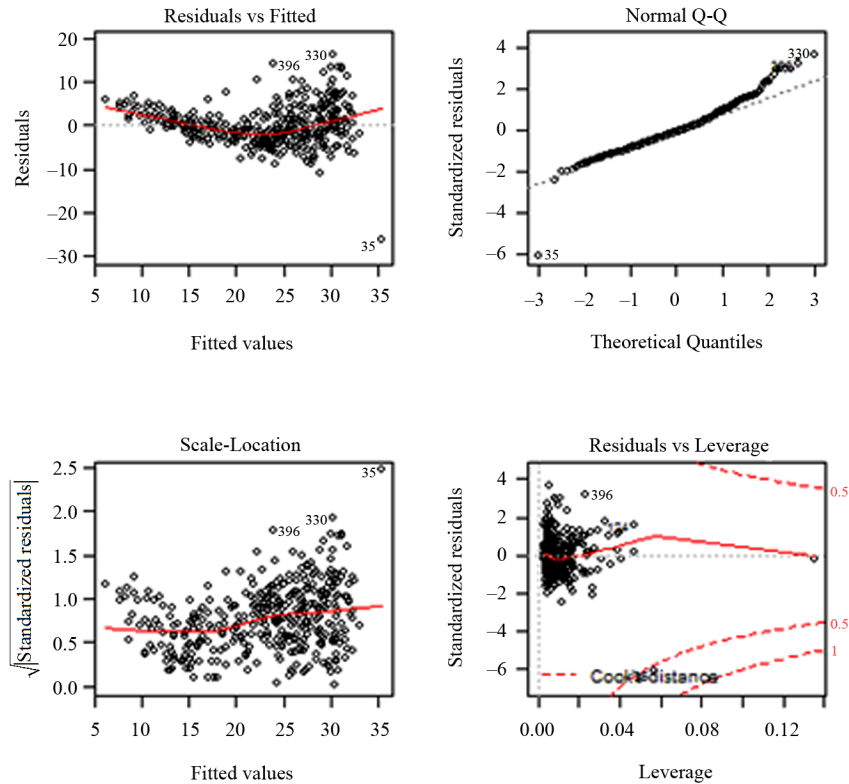 Residuals vs Fitted
Residuals
20
10
0
−10
−20
−30
396
330
35
5 10 15 20 25 30 35
Fitted values
Normal Q-Q
Standardized residuals
4
2
0
−2
−4
−6
330
35
−3 −2 −1 0 1 2 3
Theoretical Quantiles
Scale-Location
√|Standardized residuals|
2.5
2.0
1.5
1.0
0.5
0.0
35
396
330
5 10 15 20 25 30 35
Fitted values
Residuals vs Leverage
Standardized residuals
4
2
0
−2
−4
−6
396
0.5
0.5
1
Cook's distance
0.00 0.04 0.08 0.12
Leverage